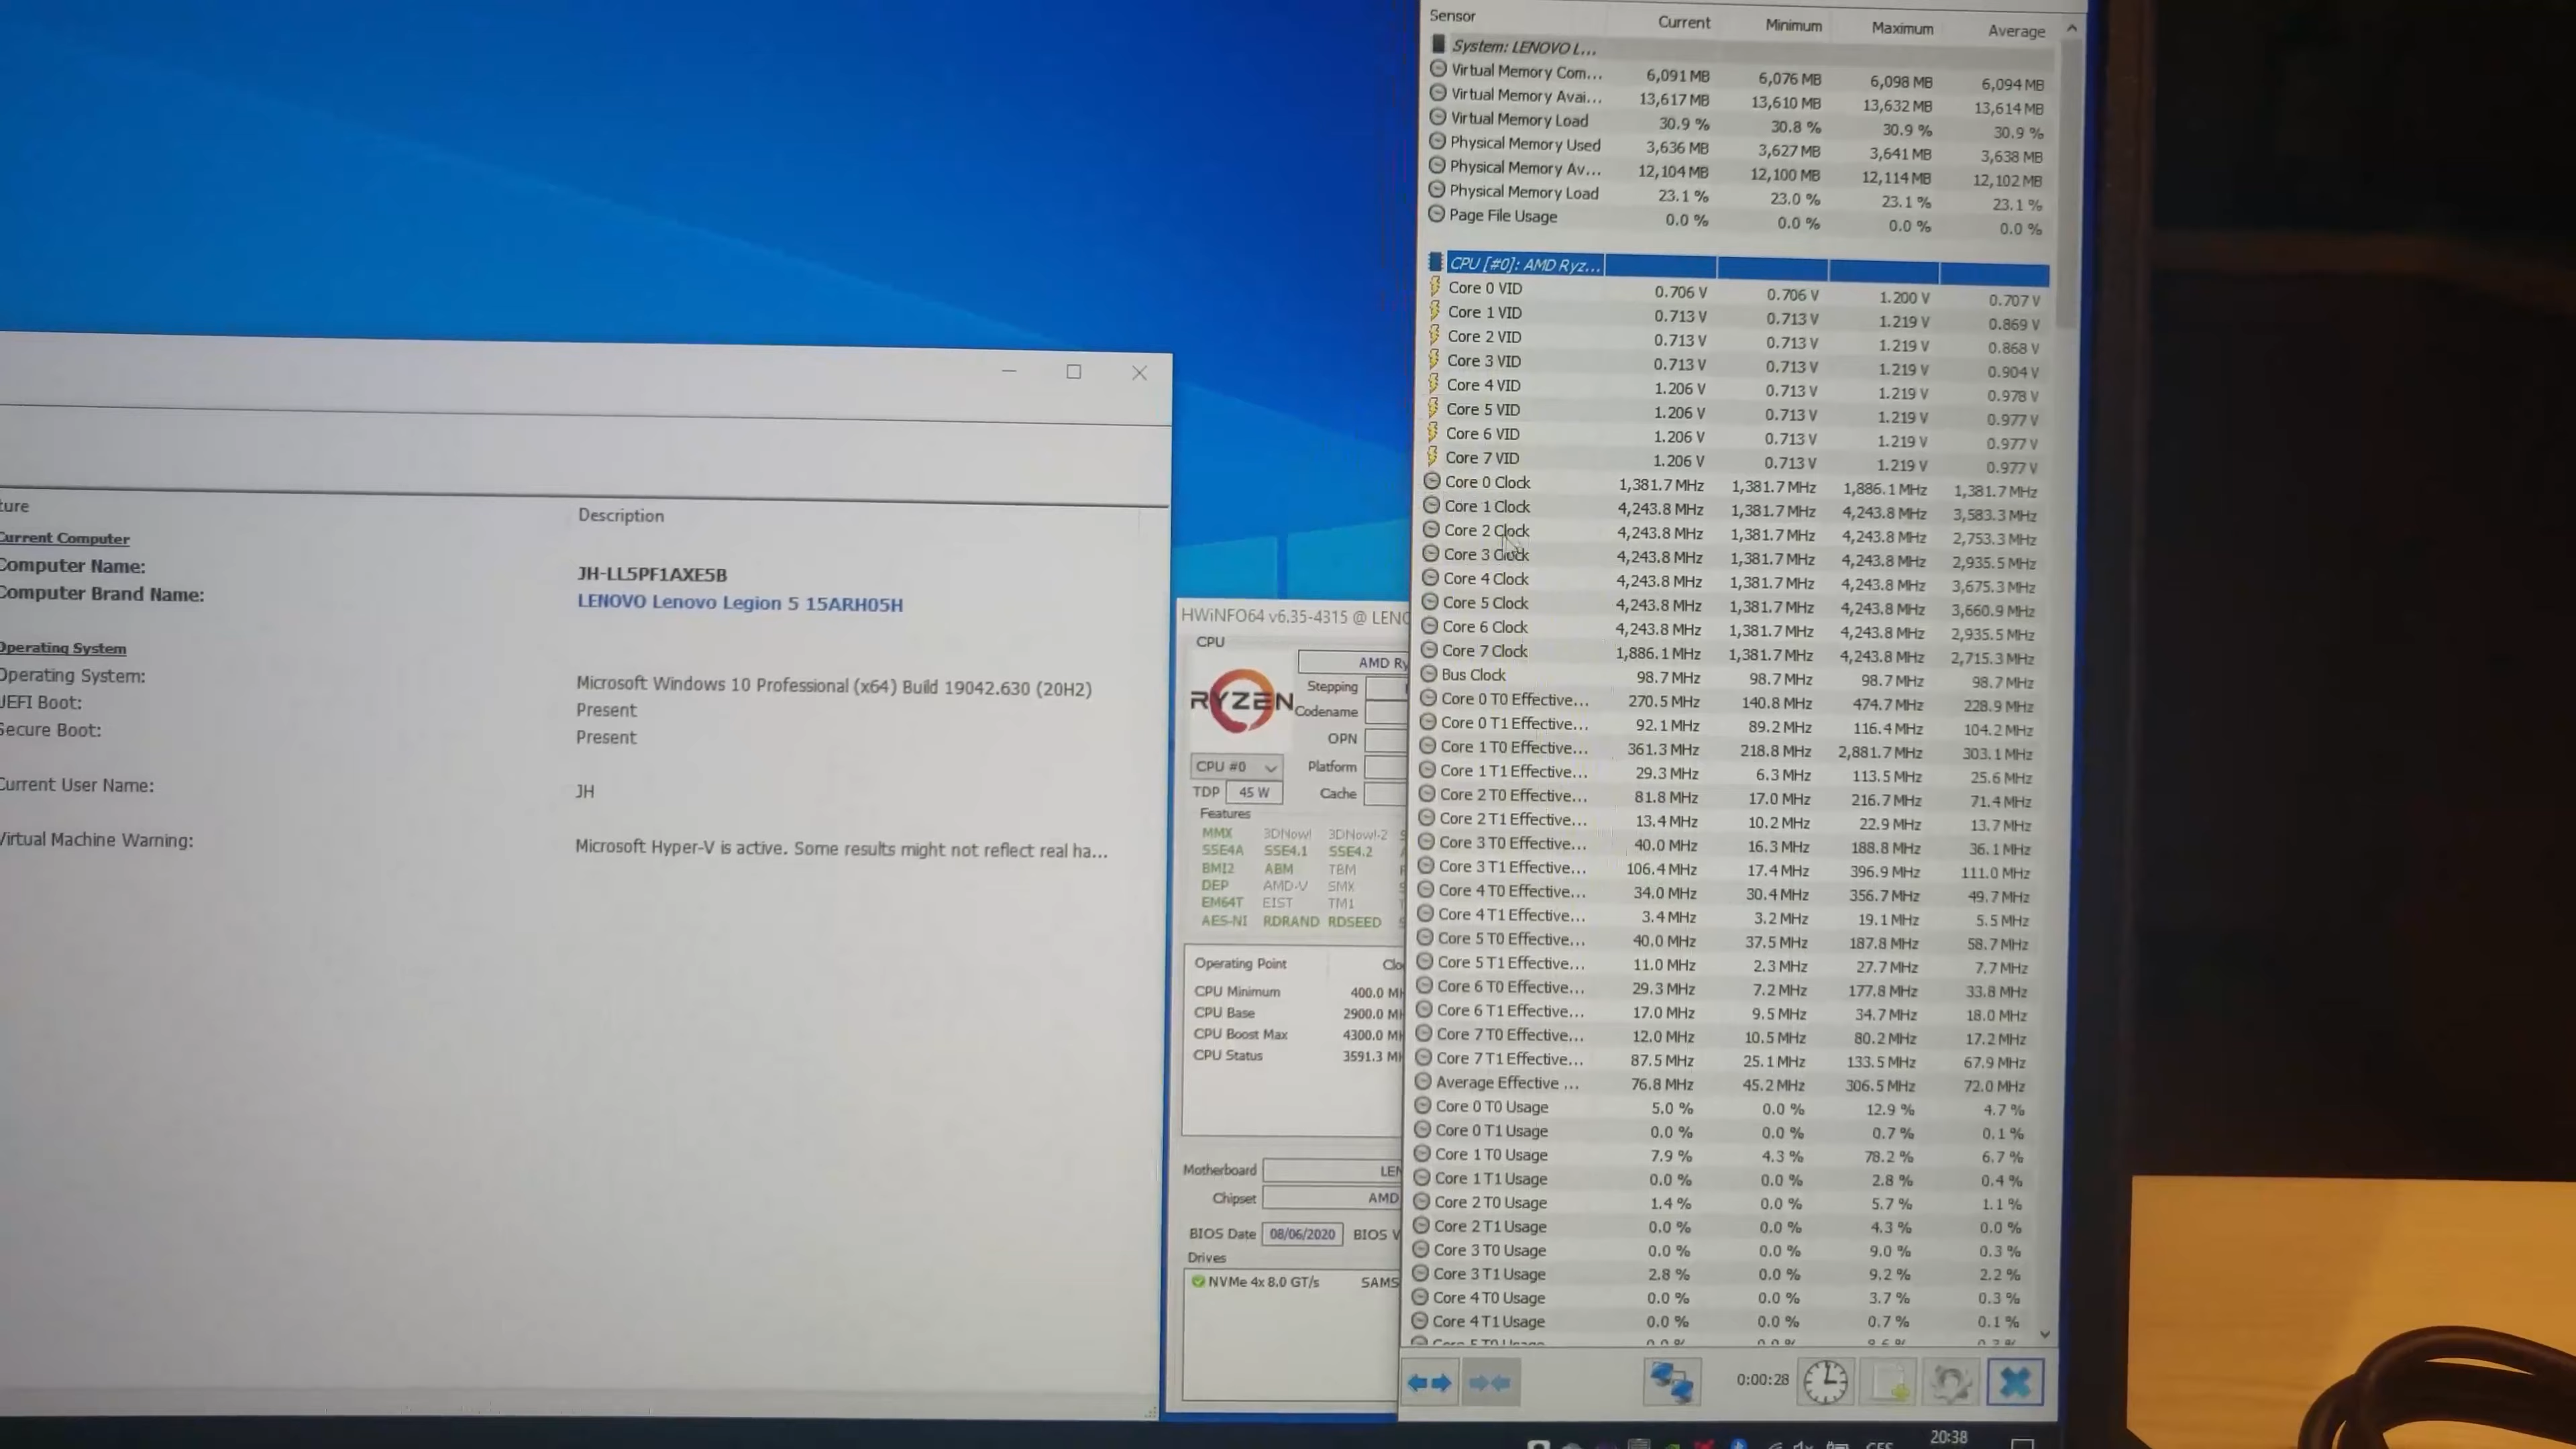 ture
Description
Current Computer
Computer Name:
JH-LL5PF1AXE5B
Computer Brand Name:
LENOVO Lenovo Legion 5 15ARH05H
Operating System
Operating System:
Microsoft Windows 10 Professional (x64) Build 19042.630 (20H2)
UEFI Boot:
Present
Secure Boot:
Present
Current User Name:
JH
Virtual Machine Warning:
Microsoft Hyper-V is active. Some results might not reflect real ha...
HWiNFO64 v6.35-4315 @ LENO
CPU
AMD Ry
RYZEN
Stepping
Codename
OPN
CPU #0
Platform
TDP 45 W
Cache
Features
MMX 3DNow! 3DNow!-2
SSE4A SSE4.1 SSE4.2
BMI2 ABM TBM
DEP AMD-V SMX
EM64T EIST TM1
AES-NI RDRAND RDSEED
Operating Point Clo
CPU Minimum 400.0 MH
CPU Base 2900.0 MH
CPU Boost Max 4300.0 MH
CPU Status 3591.3 MH
Motherboard LEN
Chipset AMD
BIOS Date 08/06/2020 BIOS V
Drives
NVMe 4x 8.0 GT/s SAMS
Sensor Current Minimum Maximum Average
System: LENOVO L...
Virtual Memory Com... 6,091 MB 6,076 MB 6,098 MB 6,094 MB
Virtual Memory Avai... 13,617 MB 13,610 MB 13,632 MB 13,614 MB
Virtual Memory Load 30.9 % 30.8 % 30.9 % 30.9 %
Physical Memory Used 3,636 MB 3,627 MB 3,641 MB 3,638 MB
Physical Memory Av... 12,104 MB 12,100 MB 12,114 MB 12,102 MB
Physical Memory Load 23.1 % 23.0 % 23.1 % 23.1 %
Page File Usage 0.0 % 0.0 % 0.0 % 0.0 %
CPU [#0]: AMD Ryz...
Core 0 VID 0.706 V 0.706 V 1.200 V 0.707 V
Core 1 VID 0.713 V 0.713 V 1.219 V 0.869 V
Core 2 VID 0.713 V 0.713 V 1.219 V 0.868 V
Core 3 VID 0.713 V 0.713 V 1.219 V 0.904 V
Core 4 VID 1.206 V 0.713 V 1.219 V 0.978 V
Core 5 VID 1.206 V 0.713 V 1.219 V 0.977 V
Core 6 VID 1.206 V 0.713 V 1.219 V 0.977 V
Core 7 VID 1.206 V 0.713 V 1.219 V 0.977 V
Core 0 Clock 1,381.7 MHz 1,381.7 MHz 1,886.1 MHz 1,381.7 MHz
Core 1 Clock 4,243.8 MHz 1,381.7 MHz 4,243.8 MHz 3,583.3 MHz
Core 2 Clock 4,243.8 MHz 1,381.7 MHz 4,243.8 MHz 2,753.3 MHz
Core 3 Clock 4,243.8 MHz 1,381.7 MHz 4,243.8 MHz 2,935.5 MHz
Core 4 Clock 4,243.8 MHz 1,381.7 MHz 4,243.8 MHz 3,675.3 MHz
Core 5 Clock 4,243.8 MHz 1,381.7 MHz 4,243.8 MHz 3,660.9 MHz
Core 6 Clock 4,243.8 MHz 1,381.7 MHz 4,243.8 MHz 2,935.5 MHz
Core 7 Clock 1,886.1 MHz 1,381.7 MHz 4,243.8 MHz 2,715.3 MHz
Bus Clock 98.7 MHz 98.7 MHz 98.7 MHz 98.7 MHz
Core 0 T0 Effective... 270.5 MHz 140.8 MHz 474.7 MHz 228.9 MHz
Core 0 T1 Effective... 92.1 MHz 89.2 MHz 116.4 MHz 104.2 MHz
Core 1 T0 Effective... 361.3 MHz 218.8 MHz 2,881.7 MHz 303.1 MHz
Core 1 T1 Effective... 29.3 MHz 6.3 MHz 113.5 MHz 25.6 MHz
Core 2 T0 Effective... 81.8 MHz 17.0 MHz 216.7 MHz 71.4 MHz
Core 2 T1 Effective... 13.4 MHz 10.2 MHz 22.9 MHz 13.7 MHz
Core 3 T0 Effective... 40.0 MHz 16.3 MHz 188.8 MHz 36.1 MHz
Core 3 T1 Effective... 106.4 MHz 17.4 MHz 396.9 MHz 111.0 MHz
Core 4 T0 Effective... 34.0 MHz 30.4 MHz 356.7 MHz 49.7 MHz
Core 4 T1 Effective... 3.4 MHz 3.2 MHz 19.1 MHz 5.5 MHz
Core 5 T0 Effective... 40.0 MHz 37.5 MHz 187.8 MHz 58.7 MHz
Core 5 T1 Effective... 11.0 MHz 2.3 MHz 27.7 MHz 7.7 MHz
Core 6 T0 Effective... 29.3 MHz 7.2 MHz 177.8 MHz 33.8 MHz
Core 6 T1 Effective... 17.0 MHz 9.5 MHz 34.7 MHz 18.0 MHz
Core 7 T0 Effective... 12.0 MHz 10.5 MHz 80.2 MHz 17.2 MHz
Core 7 T1 Effective... 87.5 MHz 25.1 MHz 133.5 MHz 67.9 MHz
Average Effective ... 76.8 MHz 45.2 MHz 306.5 MHz 72.0 MHz
Core 0 T0 Usage 5.0 % 0.0 % 12.9 % 4.7 %
Core 0 T1 Usage 0.0 % 0.0 % 0.7 % 0.1 %
Core 1 T0 Usage 7.9 % 4.3 % 78.2 % 6.7 %
Core 1 T1 Usage 0.0 % 0.0 % 2.8 % 0.4 %
Core 2 T0 Usage 1.4 % 0.0 % 5.7 % 1.1 %
Core 2 T1 Usage 0.0 % 0.0 % 4.3 % 0.0 %
Core 3 T0 Usage 0.0 % 0.0 % 9.0 % 0.3 %
Core 3 T1 Usage 2.8 % 0.0 % 9.2 % 2.2 %
Core 4 T0 Usage 0.0 % 0.0 % 3.7 % 0.3 %
Core 4 T1 Usage 0.0 % 0.0 % 0.7 % 0.1 %
0:00:28
20:38